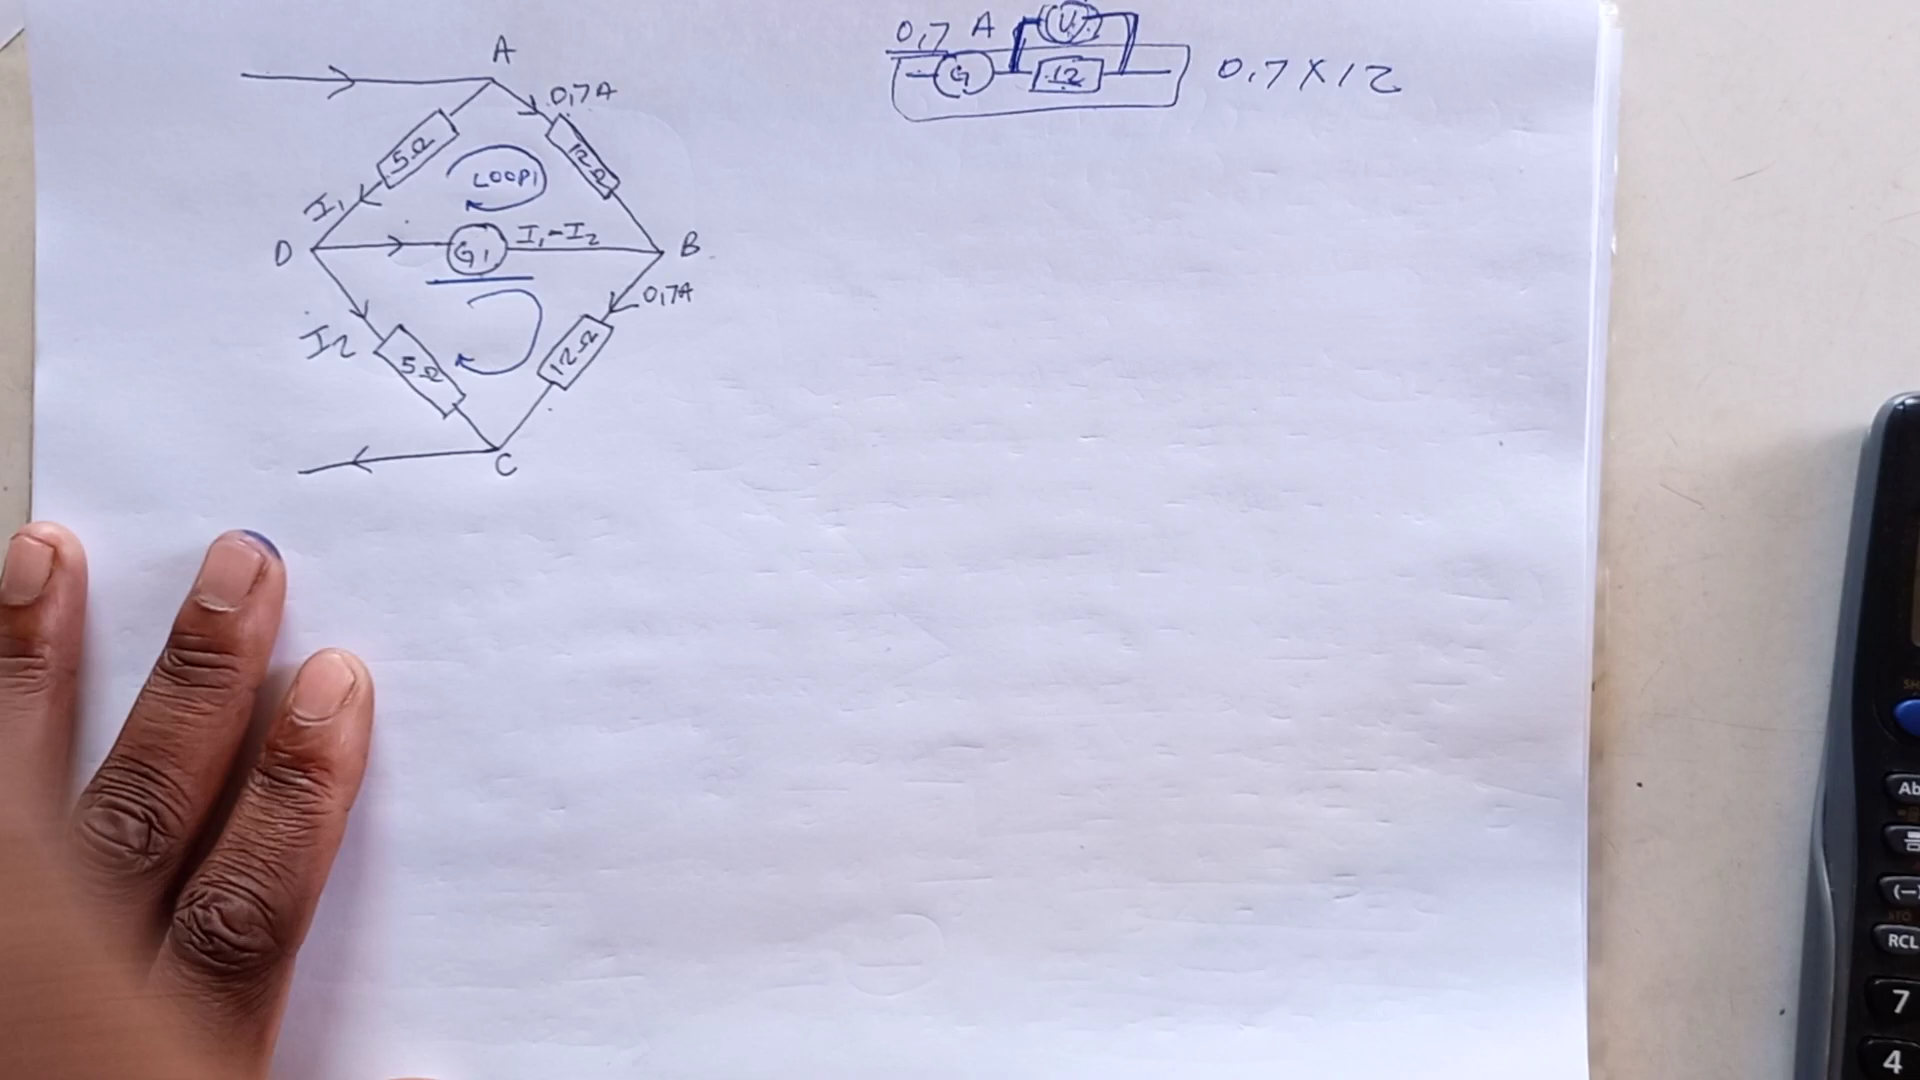 A
0,7A
5Ω
12Ω
LOOP1
I₁
D
G1
I₁-I₂
B
0,7A
I₂
5Ω
12Ω
C
0,7 A
V
G
12
0,7 X 12
Ab
(-)
STO
RCL
7
4